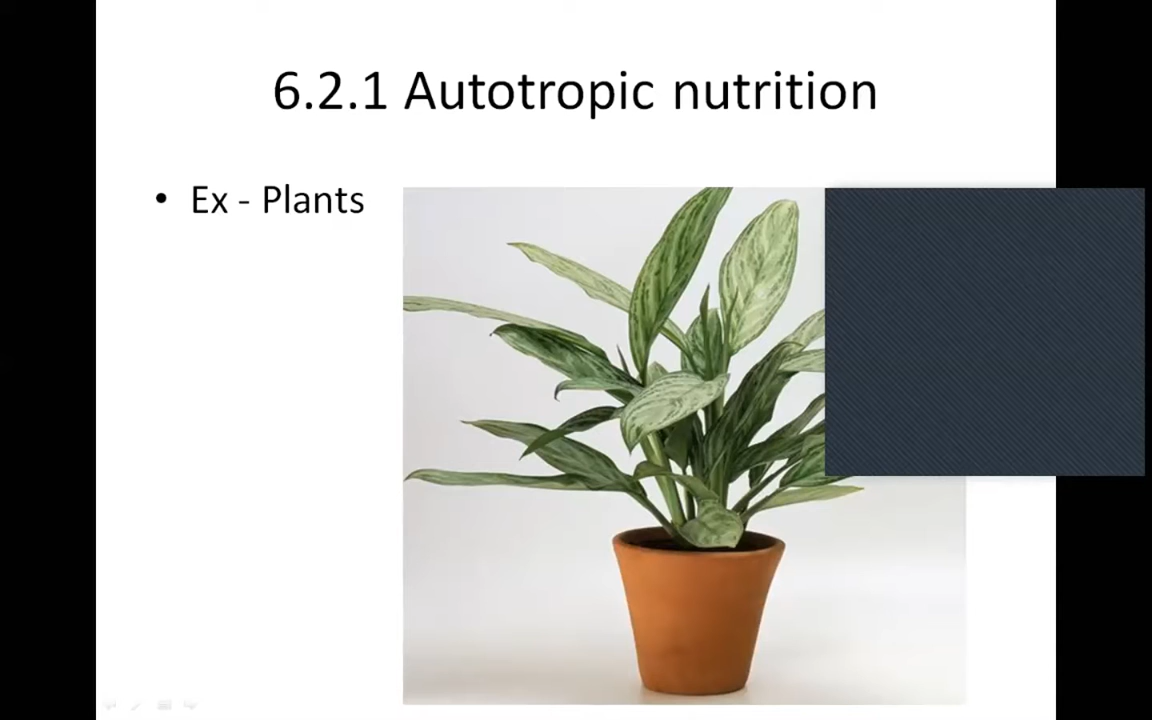 6.2.1 Autotropic nutrition
• Ex - Plants